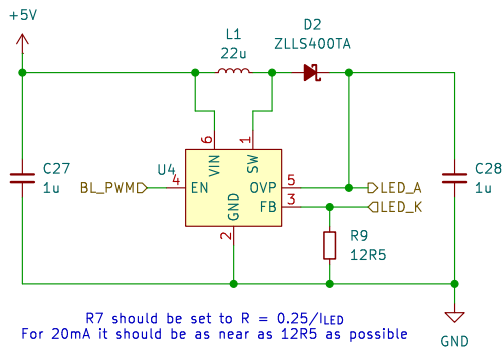 +5V
D2
ZLLS400TA
L1
22u
C27
1u
U4
6
VIN
1
SW
BL_PWM
4
EN
OVP
5
LED_A
GND
FB
3
LED_K
2
C28
1u
R9
12R5
GND
R7 should be set to R = 0.25/ILED
For 20mA it should be as near as 12R5 as possible